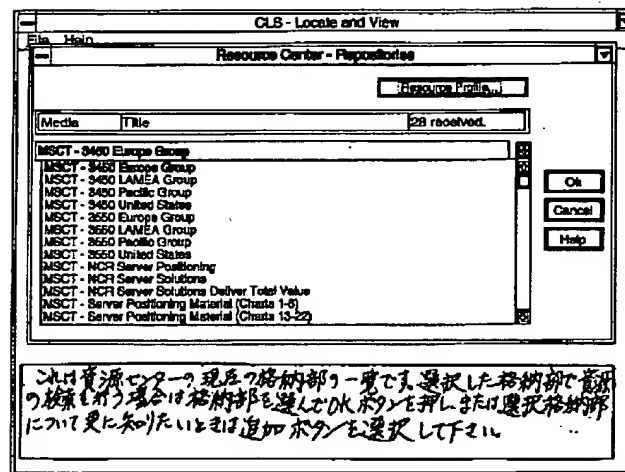 CLS - Locate and View
File Help
Resource Center - Repositories
Resource Profile...
Media Title 28 received.
MSCT - 3450 Europe Group
MSCT - 3450 Europe Group
MSCT - 3450 LAMEA Group
MSCT - 3450 Pacific Group
MSCT - 3450 United States
MSCT - 3550 Europe Group
MSCT - 3550 LAMEA Group
MSCT - 3550 Pacific Group
MSCT - 3550 United States
MSCT - NCR Server Positioning
MSCT - NCR Server Solutions
MSCT - NCR Server Solutions Deliver Total Value
MSCT - Server Positioning Material (Charts 1-8)
MSCT - Server Positioning Material (Charts 13-22)
Ok
Cancel
Help
これは資源センターの現在の格納部の一覧です。選択した格納部で資源
の検索を行う場合は格納部を選んでOKボタンを押し、または選択格納部
について更に知りたいときは追加ボタンを選択して下さい。